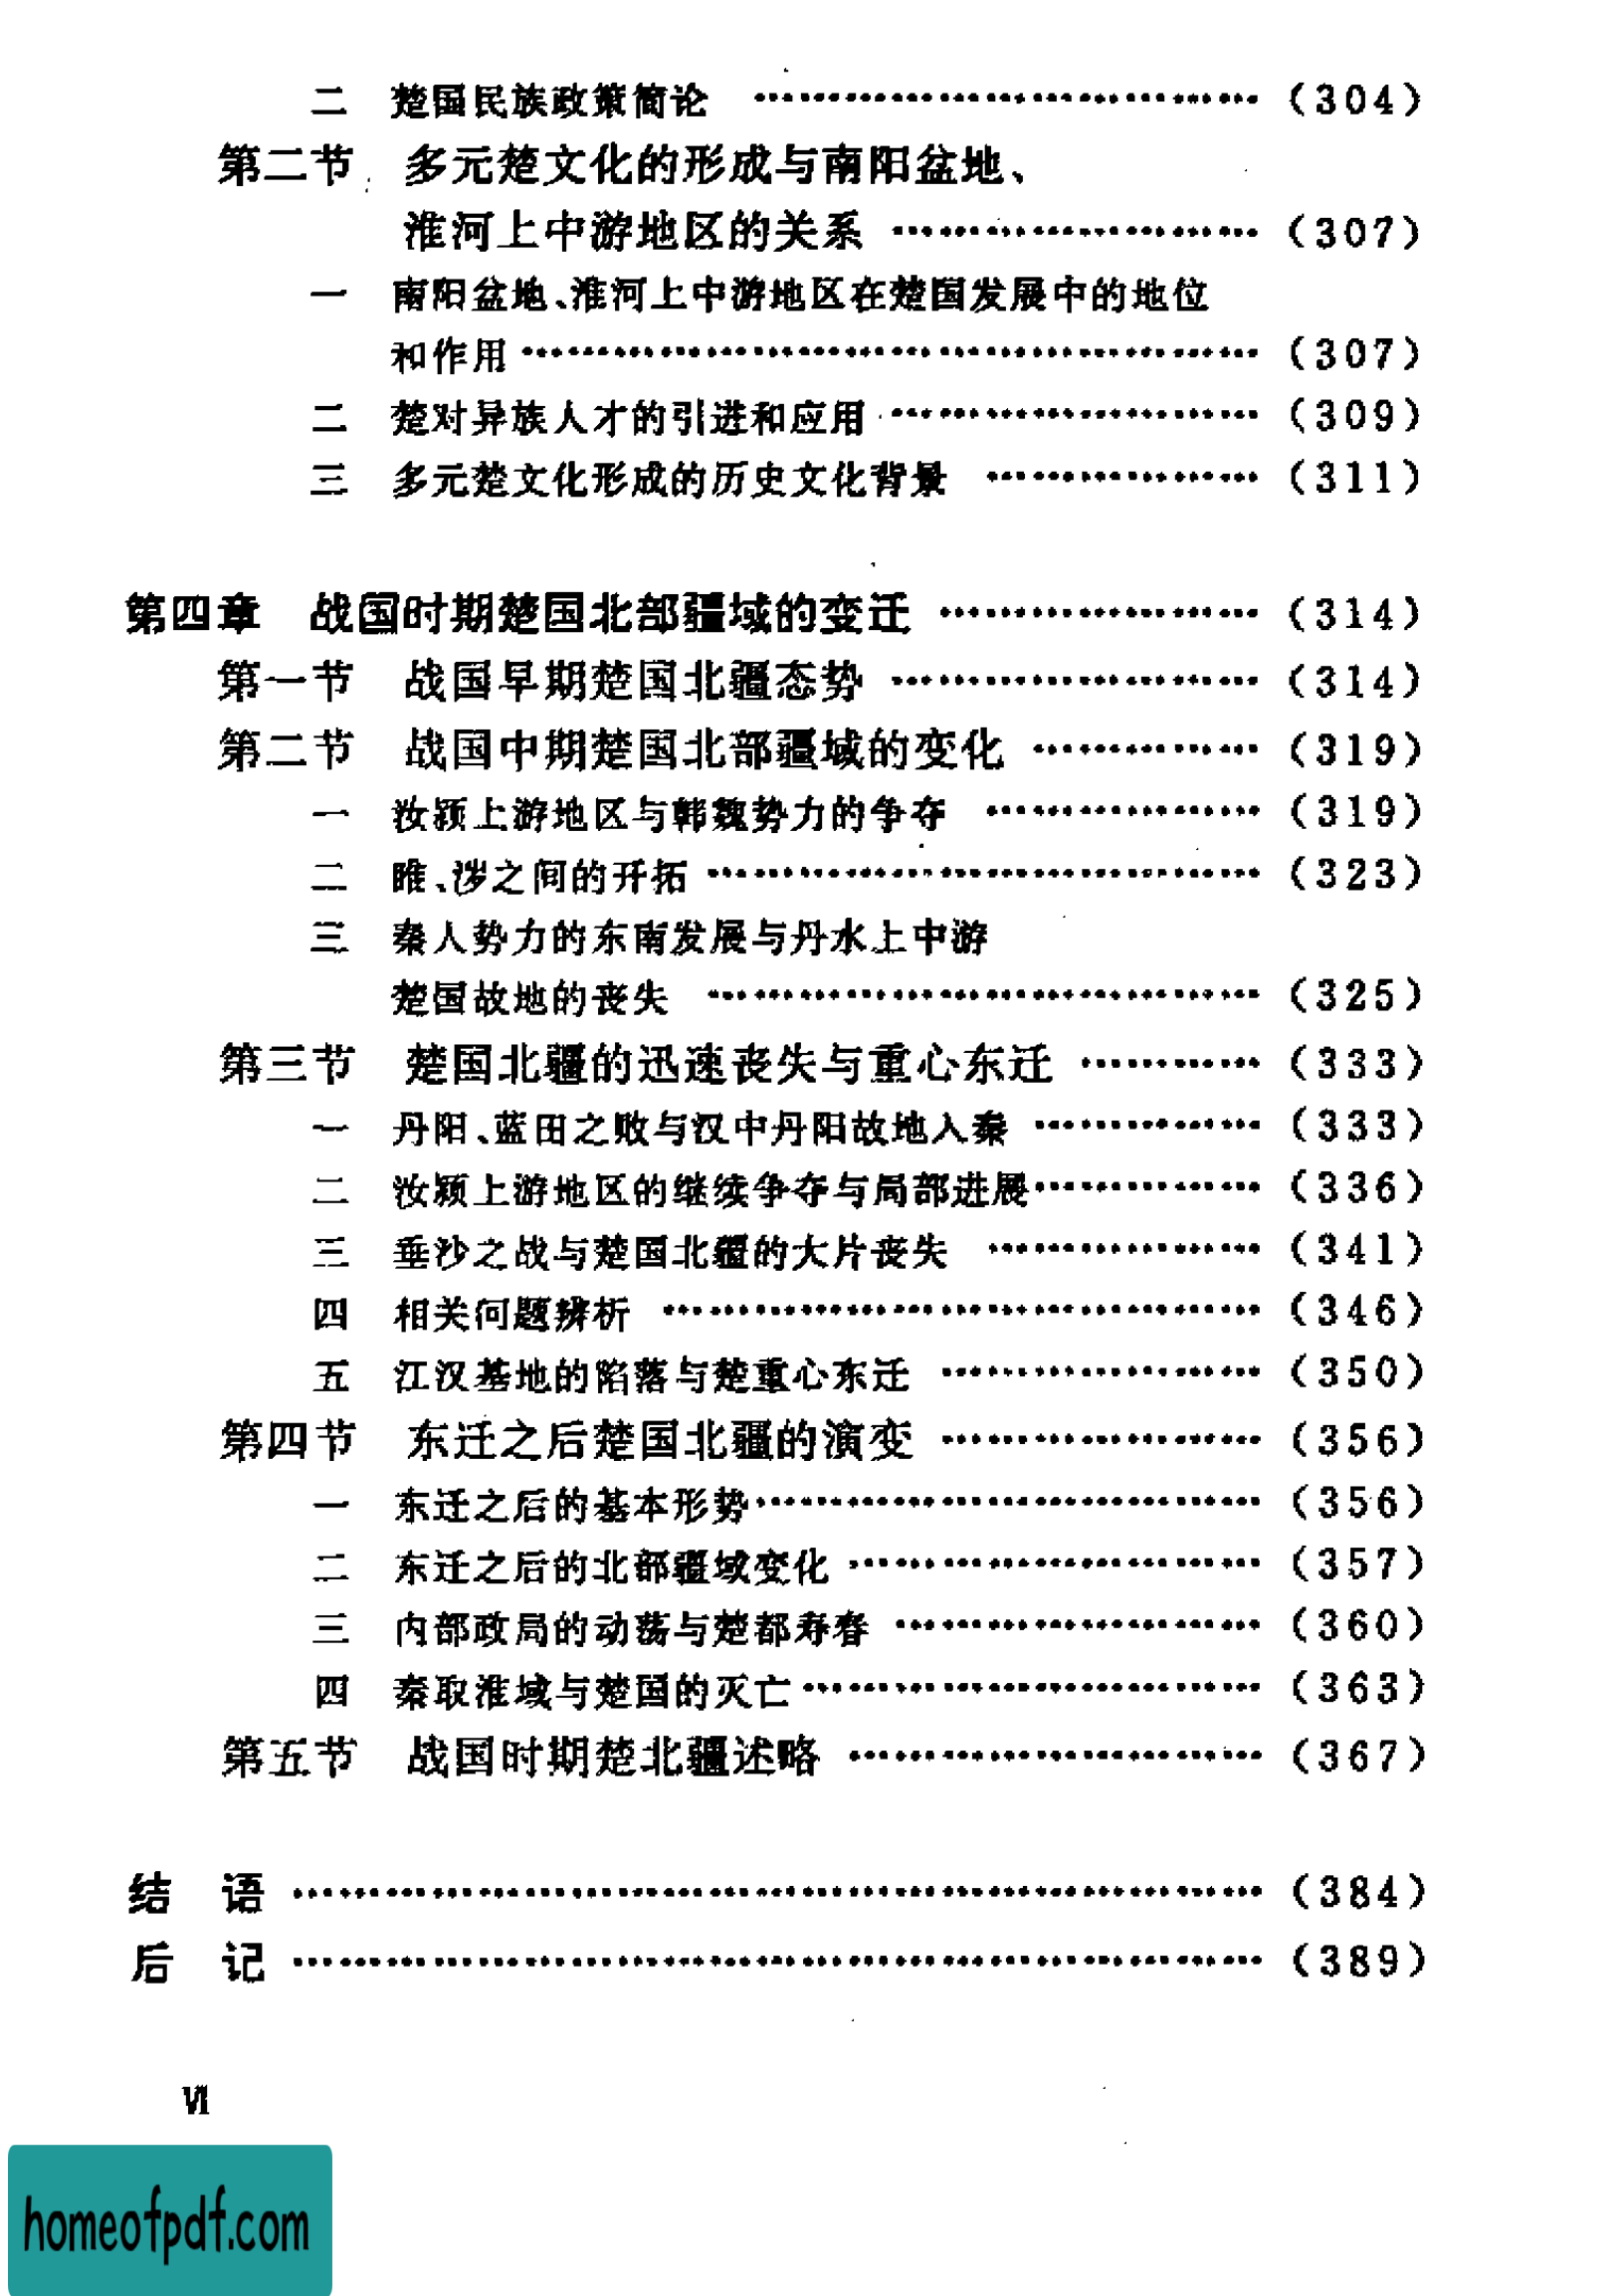 二 楚国民族政策简论 ………………………… (304)
第二节 多元楚文化的形成与南阳盆地、
淮河上中游地区的关系 ………………… (307)
一 南阳盆地、淮河上中游地区在楚国发展中的地位
和作用 …………………………………… (307)
二 楚对异族人才的引进和应用 ………………… (309)
三 多元楚文化形成的历史文化背景 …………… (311)
第四章 战国时期楚国北部疆域的变迁 ……………… (314)
第一节 战国早期楚国北疆态势 ………………… (314)
第二节 战国中期楚国北部疆域的变化 ………… (319)
一 汝颍上游地区与韩魏势力的争夺 …………… (319)
二 睢、涉之间的开拓 ………………………… (323)
三 秦人势力的东南发展与丹水上中游
楚国故地的丧失 ………………………… (325)
第三节 楚国北疆的迅速丧失与重心东迁 ……… (333)
一 丹阳、蓝田之败与汉中丹阳故地入秦 ………… (333)
二 汝颍上游地区的继续争夺与局部进展 ………… (336)
三 垂沙之战与楚国北疆的大片丧失 …………… (341)
四 相关问题辨析 ……………………………… (346)
五 江汉基地的陷落与楚重心东迁 ……………… (350)
第四节 东迁之后楚国北疆的演变 ……………… (356)
一 东迁之后的基本形势 ………………………… (356)
二 东迁之后的北部疆域变化 …………………… (357)
三 内部政局的动荡与楚都寿春 ………………… (360)
四 秦取淮域与楚国的灭亡 ……………………… (363)
第五节 战国时期楚北疆述略 …………………… (367)
结 语 ……………………………………………… (384)
后 记 ……………………………………………… (389)
Ⅵ
homeofpdf.com